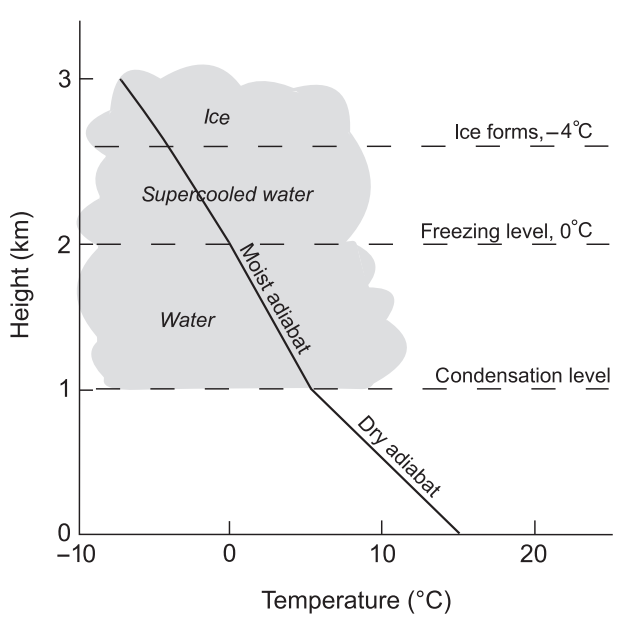 3
Ice
Ice forms, –4°C
Supercooled water
Freezing level, 0°C
2
Height (km)
Moist adiabat
Water
Condensation level
1
Dry adiabat
0
–10
0
10
20
Temperature (°C)